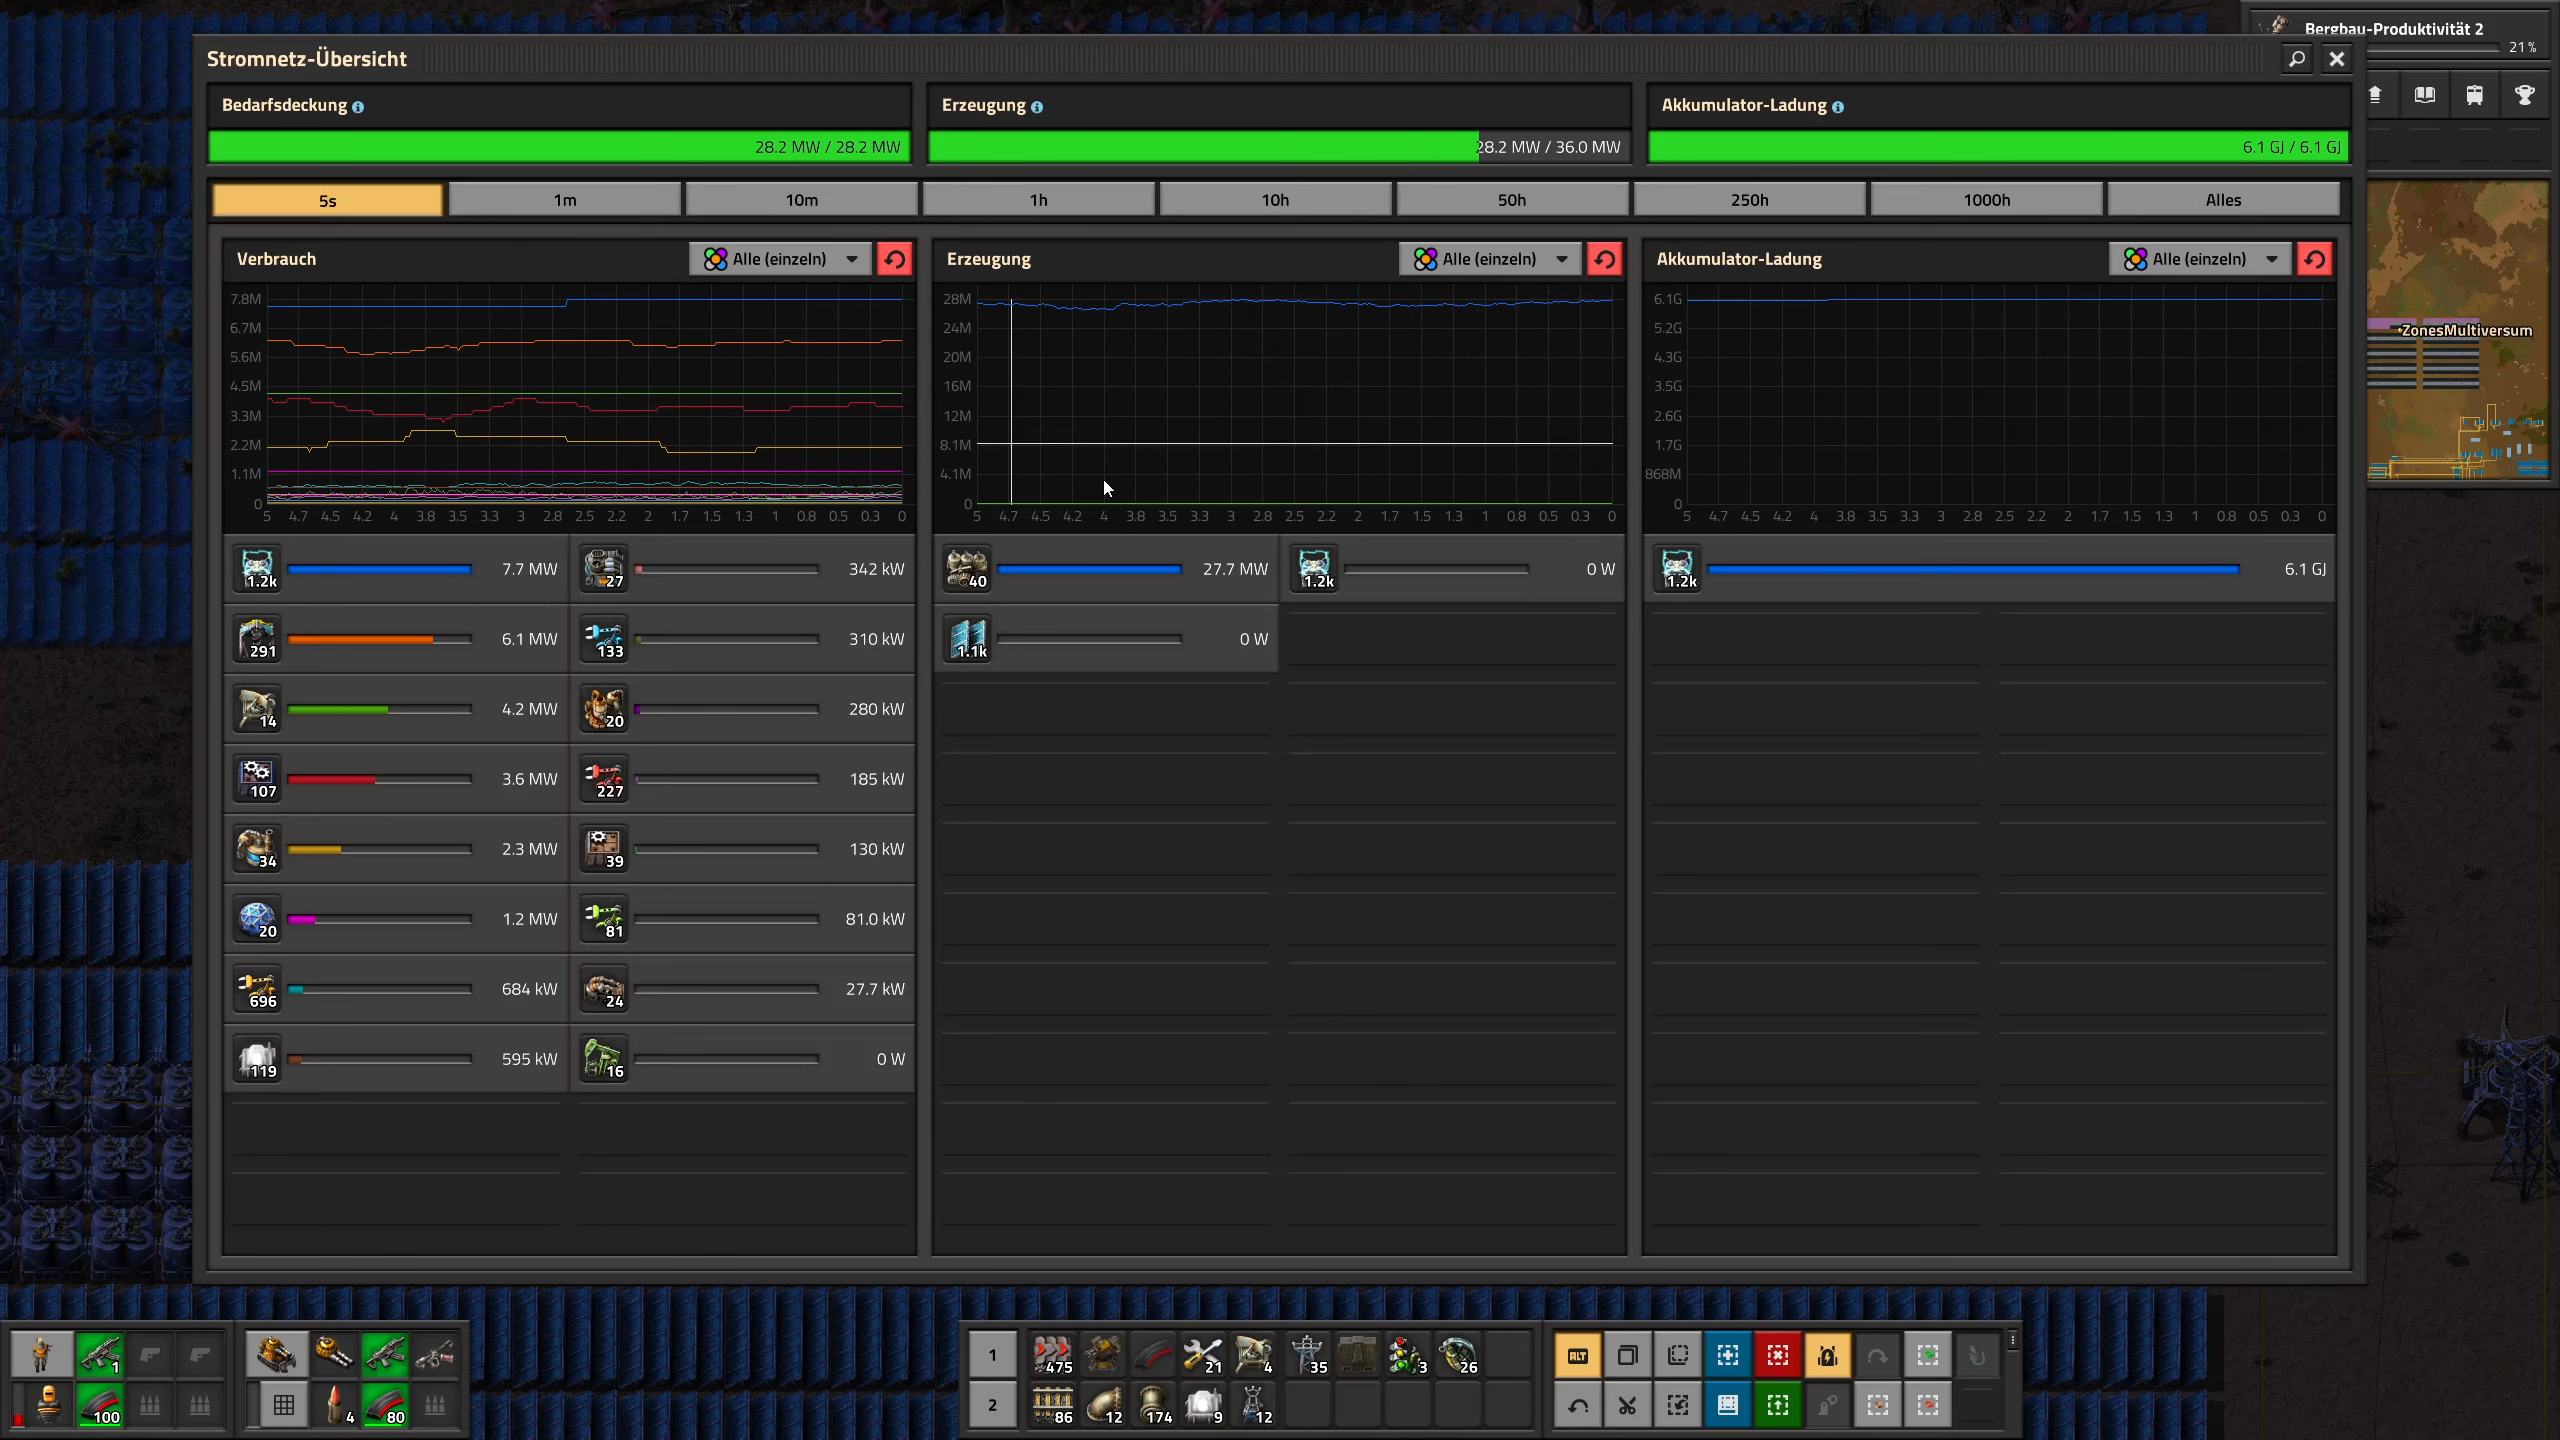 Bergbau-Produktivität 2
21%
Stromnetz-Übersicht
Bedarfsdeckung
28.2 MW / 28.2 MW
Erzeugung
28.2 MW / 36.0 MW
Akkumulator-Ladung
6.1 GJ / 6.1 GJ
5s 1m 10m 1h 10h 50h 250h 1000h Alles
Verbrauch Alle (einzeln)
7.8M
6.7M
5.6M
4.5M
3.3M
2.2M
1.1M
0
5 4.7 4.5 4.2 4 3.8 3.5 3.3 3 2.8 2.5 2.2 2 1.7 1.5 1.3 1 0.8 0.5 0.3 0
1.2k 7.7 MW 27 342 kW
291 6.1 MW 133 310 kW
14 4.2 MW 20 280 kW
107 3.6 MW 227 185 kW
34 2.3 MW 39 130 kW
20 1.2 MW 81 81.0 kW
696 684 kW 24 27.7 kW
119 595 kW 16 0 W
Erzeugung Alle (einzeln)
28M
24M
20M
16M
12M
8.1M
4.1M
0
5 4.7 4.5 4.2 4 3.8 3.5 3.3 3 2.8 2.5 2.2 2 1.7 1.5 1.3 1 0.8 0.5 0.3 0
40 27.7 MW 1.2k 0 W
1.1k 0 W
Akkumulator-Ladung Alle (einzeln)
6.1G
5.2G
4.3G
3.5G
2.6G
1.7G
868M
0
5 4.7 4.5 4.2 4 3.8 3.5 3.3 3 2.8 2.5 2.2 2 1.7 1.5 1.3 1 0.8 0.5 0.3 0
1.2k 6.1 GJ
ZonesMultiversum
1
100
4 80
1 475 21 4 35 3 26
2 86 12 174 9 12
ALT